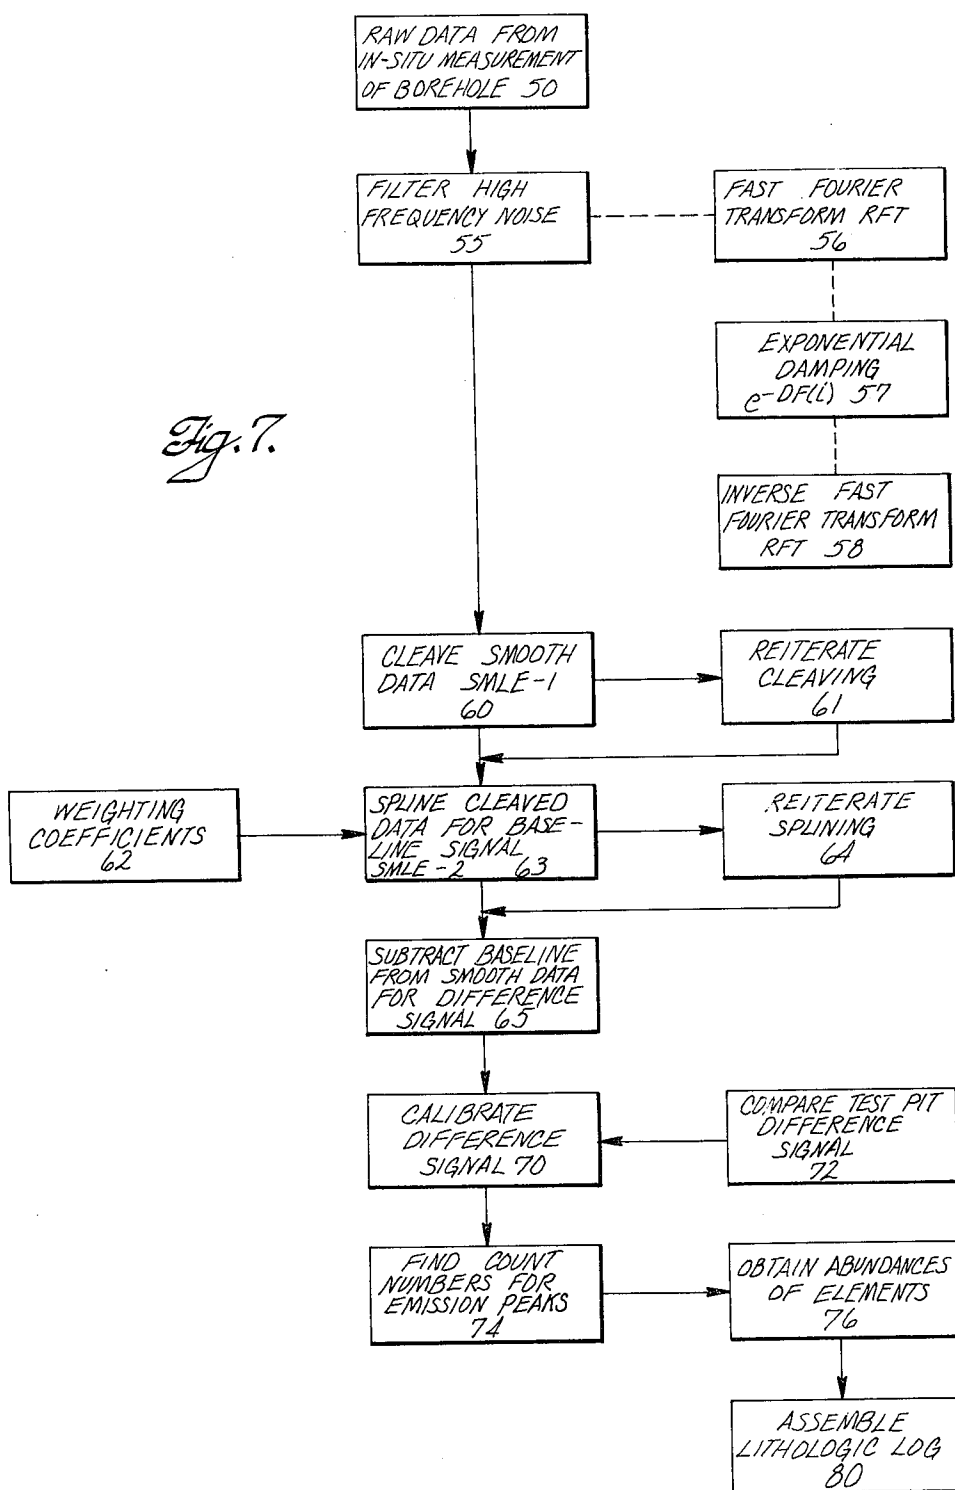 RAW DATA FROM
IN-SITU MEASUREMENT
OF BOREHOLE 50
FILTER HIGH
FREQUENCY NOISE
55
FAST FOURIER
TRANSFORM RFT
56
EXPONENTIAL
DAMPING
e-DF(i) 57
INVERSE FAST
FOURIER TRANSFORM
RFT 58
Fig. 7.
CLEAVE SMOOTH
DATA SMLE-1
60
REITERATE
CLEAVING
61
WEIGHTING
COEFFICIENTS
62
SPLINE CLEAVED
DATA FOR BASE-
LINE SIGNAL
SMLE-2 63
REITERATE
SPLINING
64
SUBTRACT BASELINE
FROM SMOOTH DATA
FOR DIFFERENCE
SIGNAL 65
CALIBRATE
DIFFERENCE
SIGNAL 70
COMPARE TEST PIT
DIFFERENCE
SIGNAL
72
FIND COUNT
NUMBERS FOR
EMISSION PEAKS
74
OBTAIN ABUNDANCES
OF ELEMENTS
76
ASSEMBLE
LITHOLOGIC LOG
80